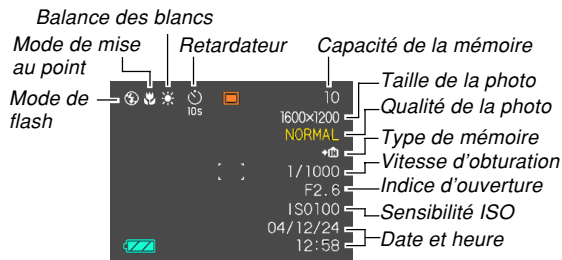 Balance des blancs
Mode de mise
au point
Retardateur
Capacité de la mémoire
Mode de
flash
10s
10
1600×1200
NORMAL
IN
1/1000
F2.6
ISO100
04/12/24
12:58
Taille de la photo
Qualité de la photo
Type de mémoire
Vitesse d'obturation
Indice d'ouverture
Sensibilité ISO
Date et heure